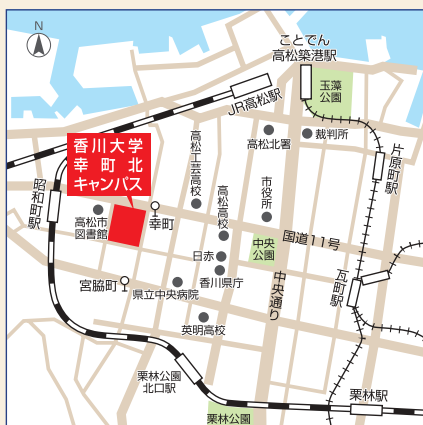 N
ことでん
高松築港駅
玉藻
公園
JR高松駅
高松北署
裁判所
片原町駅
香川大学
幸町北
キャンパス
高松工芸高校
昭和町駅
高松市
図書館
幸町
高松高校
市役所
国道11号
中央
公園
日赤
香川県庁
宮脇町
県立中央病院
中央通り
瓦町駅
英明高校
栗林公園
北口駅
栗林駅
栗林公園